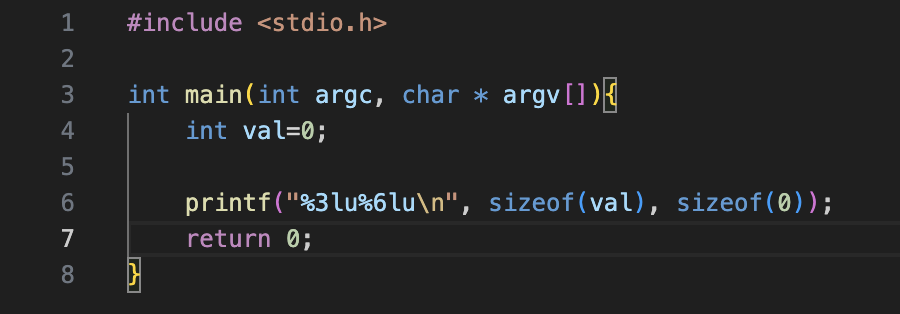 1 #include <stdio.h>
2
3 int main(int argc, char * argv[]){
4     int val=0;
5
6     printf("%3lu%6lu\n", sizeof(val), sizeof(0));
7     return 0;
8 }